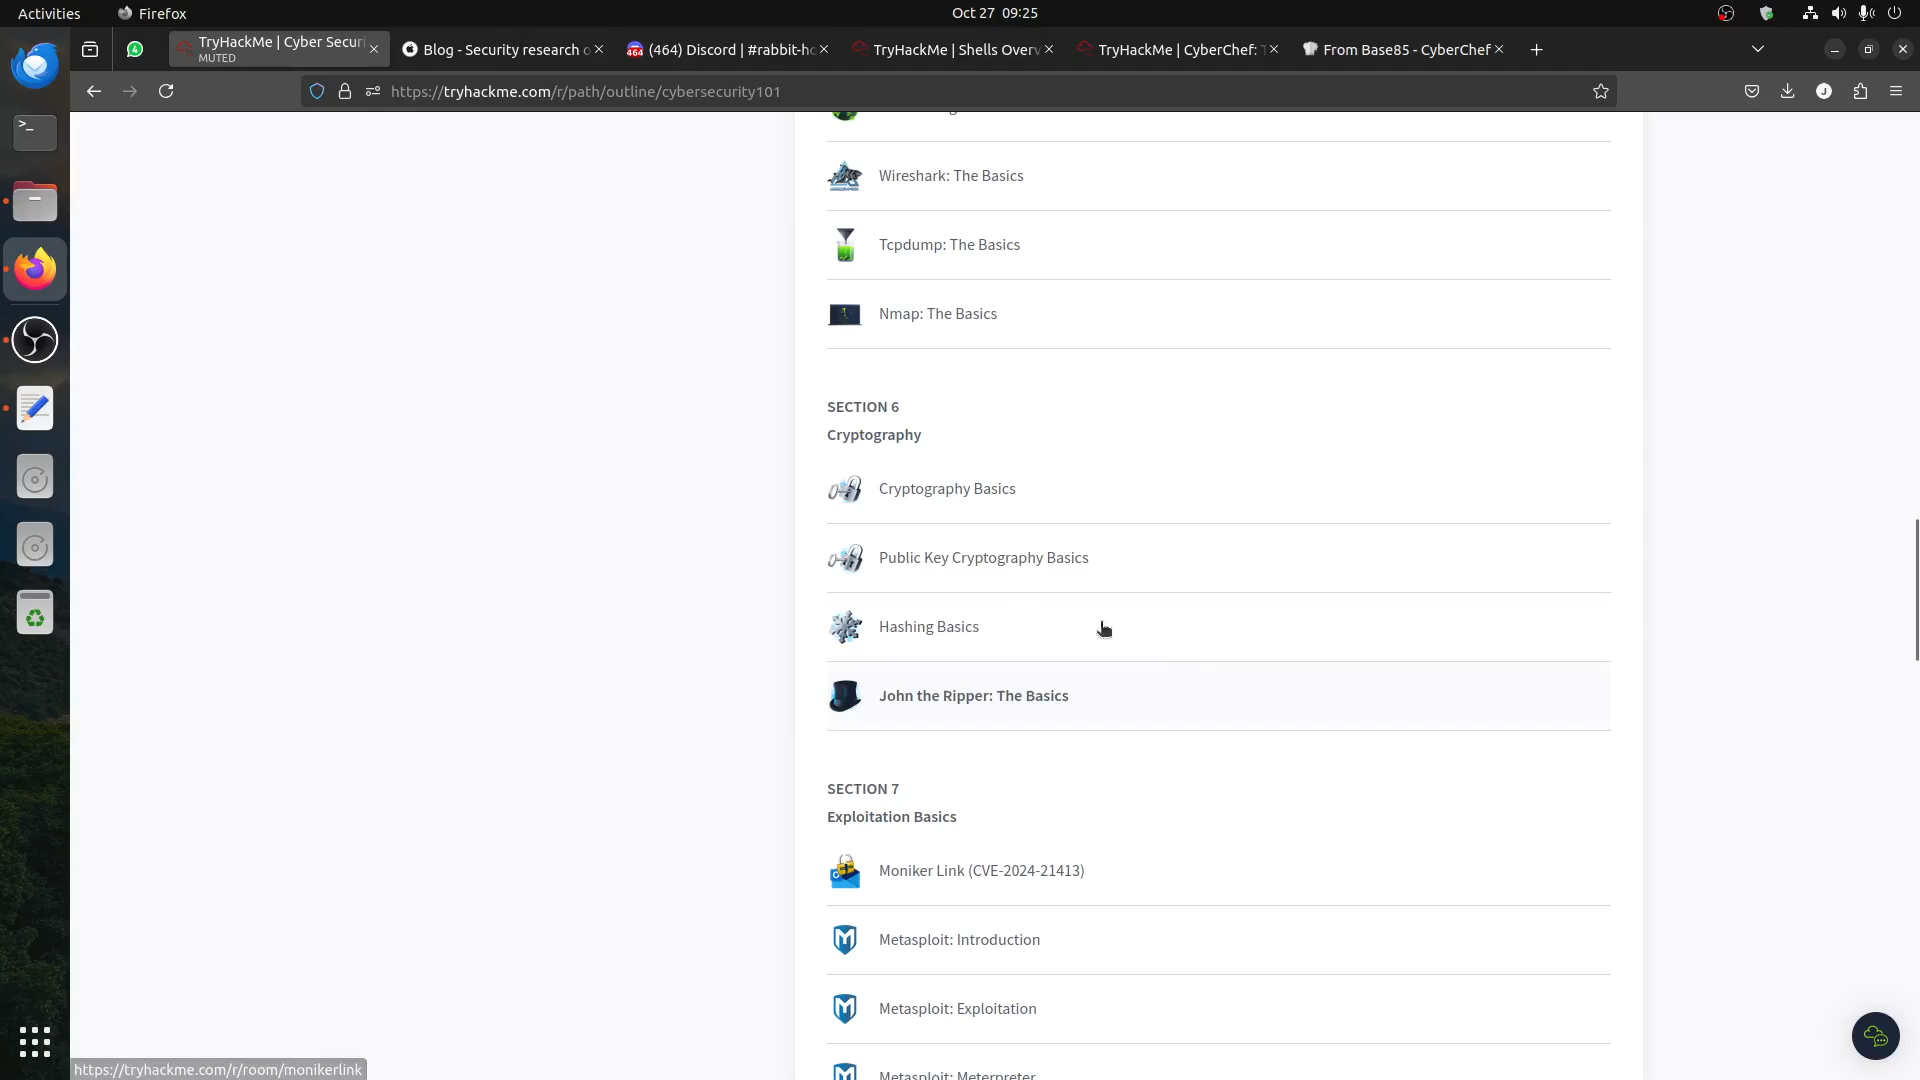 Activities
Firefox
Oct 27 09:25
4
TryHackMe | Cyber Securi
MUTED
Blog - Security research o
464
(464) Discord | #rabbit-ho
TryHackMe | Shells Overv
TryHackMe | CyberChef: T
From Base85 - CyberChef
https://tryhackme.com/r/path/outline/cybersecurity101
J
Wireshark: The Basics
Tcpdump: The Basics
Nmap: The Basics
SECTION 6
Cryptography
Cryptography Basics
Public Key Cryptography Basics
Hashing Basics
John the Ripper: The Basics
SECTION 7
Exploitation Basics
Moniker Link (CVE-2024-21413)
Metasploit: Introduction
Metasploit: Exploitation
Metasploit: Meterpreter
https://tryhackme.com/r/room/monikerlink